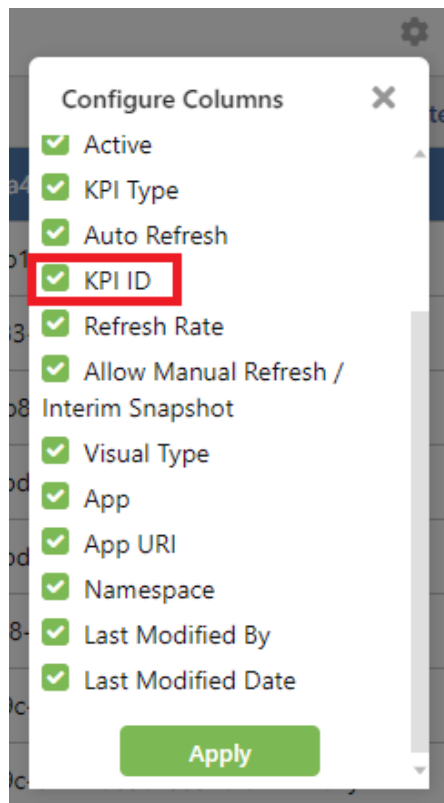 Configure Columns
Active
KPI Type
Auto Refresh
KPI ID
Refresh Rate
Allow Manual Refresh /
Interim Snapshot
Visual Type
App
App URI
Namespace
Last Modified By
Last Modified Date
Apply